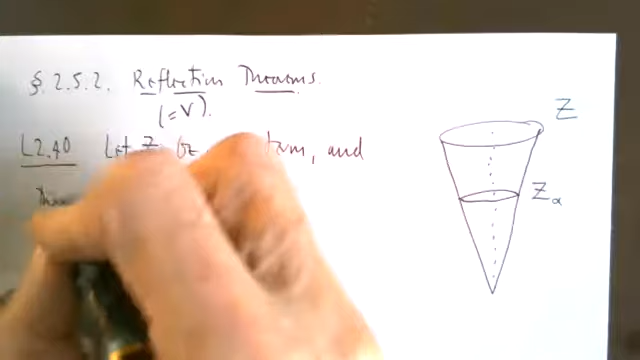 §.2.5.2. Reflection Theorems.
(=V).
L2.40 Let Z be term, and
Z
Zα